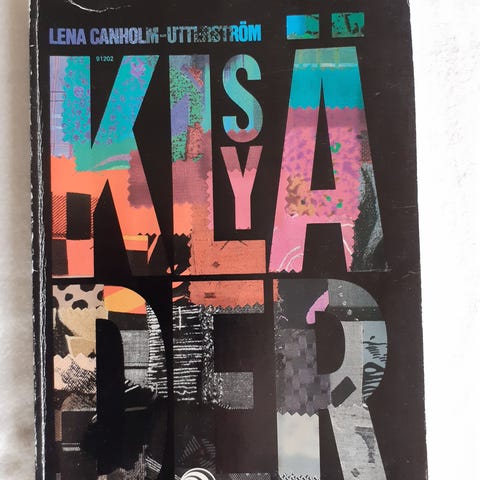 LENA CANHOLM-UTTERSTRÖM
91202
SY
KLÄ
DER